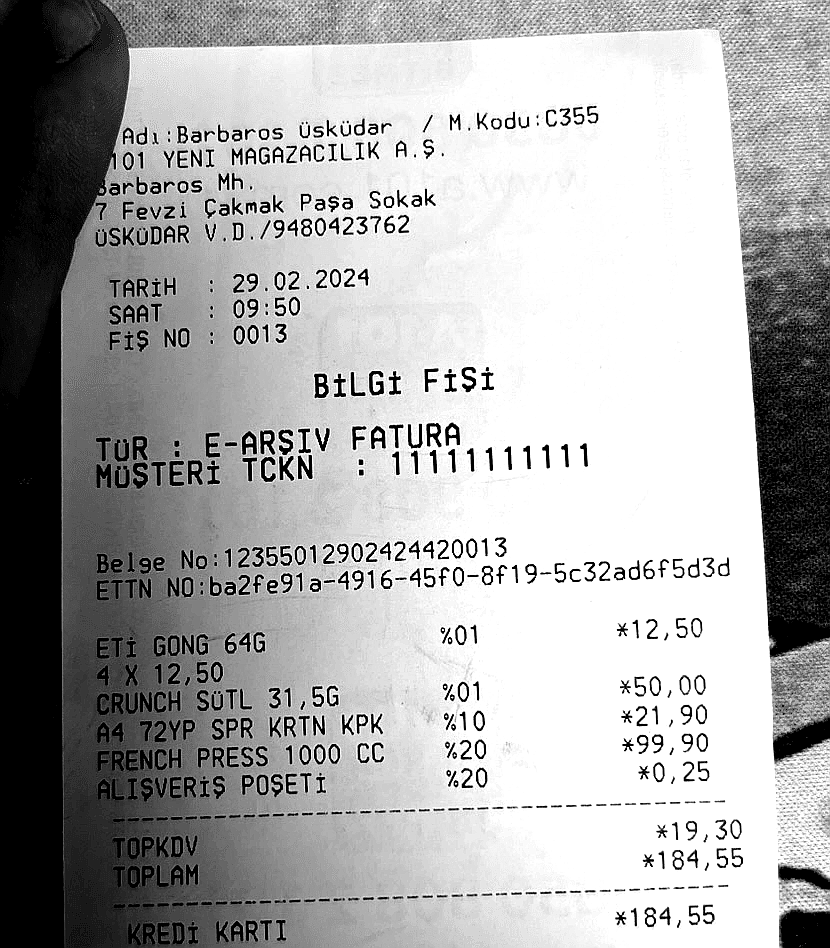 Adı:Barbaros Üsküdar / M.Kodu:C355
101 YENI MAGAZACILIK A.Ş.
Barbaros Mh.
7 Fevzi Çakmak Paşa Sokak
ÜSKÜDAR V.D./9480423762
TARİH : 29.02.2024
SAAT : 09:50
FİŞ NO : 0013
BİLGİ FİŞİ
TÜR : E-ARŞIV FATURA
MÜŞTERİ TCKN : 11111111111
Belge No:12355012902424420013
ETTN NO:ba2fe91a-4916-45f0-8f19-5c32ad6f5d3d
ETİ GONG 64G %01 *12,50
4 X 12,50
CRUNCH SÜTL 31,5G %01 *50,00
A4 72YP SPR KRTN KPK %10 *21,90
FRENCH PRESS 1000 CC %20 *99,90
ALIŞVERİŞ POŞETİ %20 *0,25
TOPKDV *19,30
TOPLAM *184,55
KREDİ KARTI *184,55